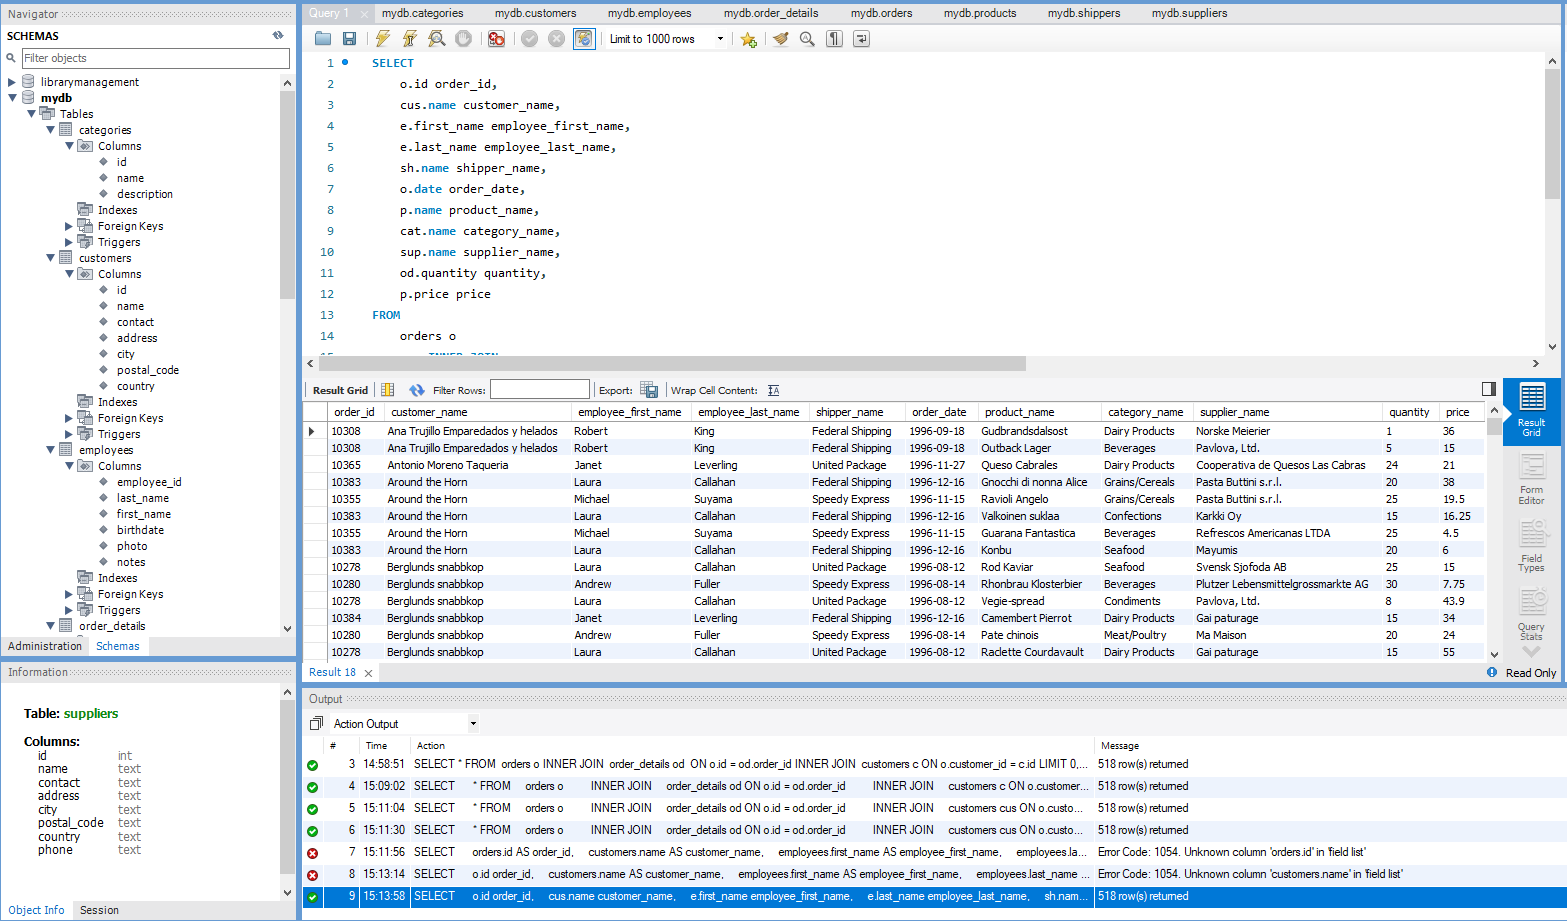 Navigator
SCHEMAS
Filter objects
librarymanagement
mydb
Tables
categories
Columns
id
name
description
Indexes
Foreign Keys
Triggers
customers
Columns
id
name
contact
address
city
postal_code
country
Indexes
Foreign Keys
Triggers
employees
Columns
employee_id
last_name
first_name
birthdate
photo
notes
Indexes
Foreign Keys
Triggers
order_details
Administration Schemas
Information
Table: suppliers
Columns:
id int
name text
contact text
address text
city text
postal_code text
country text
phone text
Object Info Session
Query 1 mydb.categories mydb.customers mydb.employees mydb.order_details mydb.orders mydb.products mydb.shippers mydb.suppliers
Limit to 1000 rows
1 SELECT
2 o.id order_id,
3 cus.name customer_name,
4 e.first_name employee_first_name,
5 e.last_name employee_last_name,
6 sh.name shipper_name,
7 o.date order_date,
8 p.name product_name,
9 cat.name category_name,
10 sup.name supplier_name,
11 od.quantity quantity,
12 p.price price
13 FROM
14 orders o
15 INNER JOIN
Result Grid Filter Rows: Export: Wrap Cell Content:
order_id customer_name employee_first_name employee_last_name shipper_name order_date product_name category_name supplier_name quantity price
10308 Ana Trujillo Emparedados y helados Robert King Federal Shipping 1996-09-18 Gudbrandsdalsost Dairy Products Norske Meierier 1 36
10308 Ana Trujillo Emparedados y helados Robert King Federal Shipping 1996-09-18 Outback Lager Beverages Pavlova, Ltd. 5 15
10365 Antonio Moreno Taqueria Janet Leverling United Package 1996-11-27 Queso Cabrales Dairy Products Cooperativa de Quesos Las Cabras 24 21
10383 Around the Horn Laura Callahan Federal Shipping 1996-12-16 Gnocchi di nonna Alice Grains/Cereals Pasta Buttini s.r.l. 20 38
10355 Around the Horn Michael Suyama Speedy Express 1996-11-15 Ravioli Angelo Grains/Cereals Pasta Buttini s.r.l. 25 19.5
10383 Around the Horn Laura Callahan Federal Shipping 1996-12-16 Valkoinen suklaa Confections Karkki Oy 15 16.25
10355 Around the Horn Michael Suyama Speedy Express 1996-11-15 Guarana Fantastica Beverages Refrescos Americanas LTDA 25 4.5
10383 Around the Horn Laura Callahan Federal Shipping 1996-12-16 Konbu Seafood Mayumis 20 6
10278 Berglunds snabbkop Laura Callahan United Package 1996-08-12 Rod Kaviar Seafood Svensk Sjofoda AB 25 15
10280 Berglunds snabbkop Andrew Fuller Speedy Express 1996-08-14 Rhonbrau Klosterbier Beverages Plutzer Lebensmittelgrossmarkte AG 30 7.75
10278 Berglunds snabbkop Laura Callahan United Package 1996-08-12 Vegie-spread Condiments Pavlova, Ltd. 8 43.9
10384 Berglunds snabbkop Janet Leverling Federal Shipping 1996-12-16 Camembert Pierrot Dairy Products Gai paturage 15 34
10280 Berglunds snabbkop Andrew Fuller Speedy Express 1996-08-14 Pate chinois Meat/Poultry Ma Maison 20 24
10278 Berglunds snabbkop Laura Callahan United Package 1996-08-12 Raclette Courdavault Dairy Products Gai paturage 15 55
Result Grid
Form Editor
Field Types
Query Stats
Result 18
Read Only
Output
Action Output
# Time Action Message
3 14:58:51 SELECT * FROM orders o INNER JOIN order_details od ON o.id = od.order_id INNER JOIN customers c ON o.customer_id = c.id LIMIT 0,... 518 row(s) returned
4 15:09:02 SELECT * FROM orders o INNER JOIN order_details od ON o.id = od.order_id INNER JOIN customers c ON o.customer... 518 row(s) returned
5 15:11:04 SELECT * FROM orders o INNER JOIN order_details od ON o.id = od.order_id INNER JOIN customers cus ON o.custo... 518 row(s) returned
6 15:11:30 SELECT * FROM orders o INNER JOIN order_details od ON o.id = od.order_id INNER JOIN customers cus ON o.custo... 518 row(s) returned
7 15:11:56 SELECT orders.id AS order_id, customers.name AS customer_name, employees.first_name AS employee_first_name, employees.la... Error Code: 1054. Unknown column 'orders.id' in 'field list'
8 15:13:14 SELECT o.id order_id, customers.name AS customer_name, employees.first_name AS employee_first_name, employees.last_name ... Error Code: 1054. Unknown column 'customers.name' in 'field list'
9 15:13:58 SELECT o.id order_id, cus.name customer_name, e.first_name employee_first_name, e.last_name employee_last_name, sh.nam... 518 row(s) returned